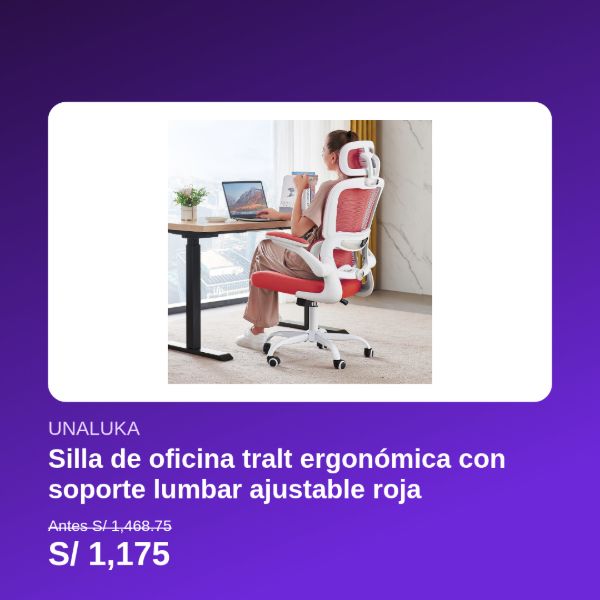 UNALUKA
Silla de oficina tralt ergonómica con
soporte lumbar ajustable roja
Antes S/ 1,468.75
S/ 1,175